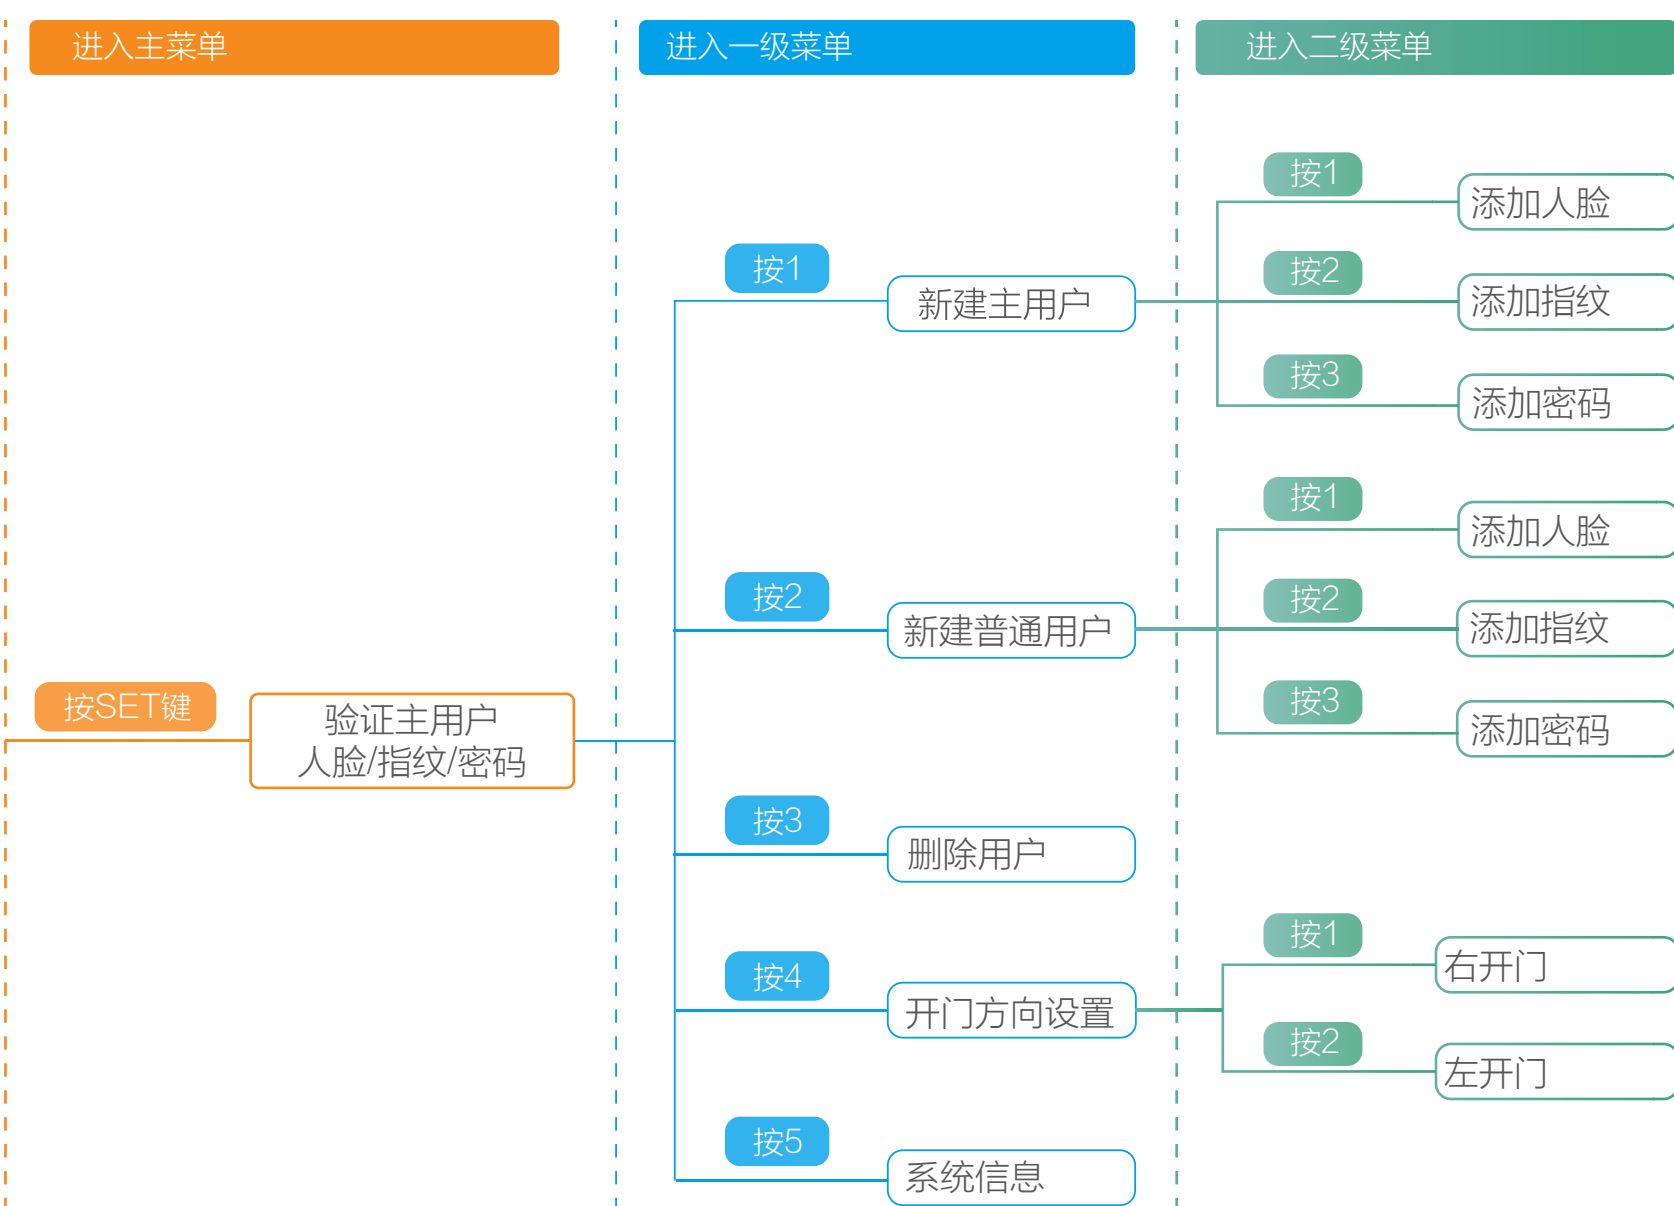 进入主菜单
进入一级菜单
进入二级菜单
按SET键
验证主用户
人脸/指纹/密码
按1
新建主用户
按1
添加人脸
按2
添加指纹
按3
添加密码
按2
新建普通用户
按1
添加人脸
按2
添加指纹
按3
添加密码
按3
删除用户
按4
开门方向设置
按1
右开门
按2
左开门
按5
系统信息